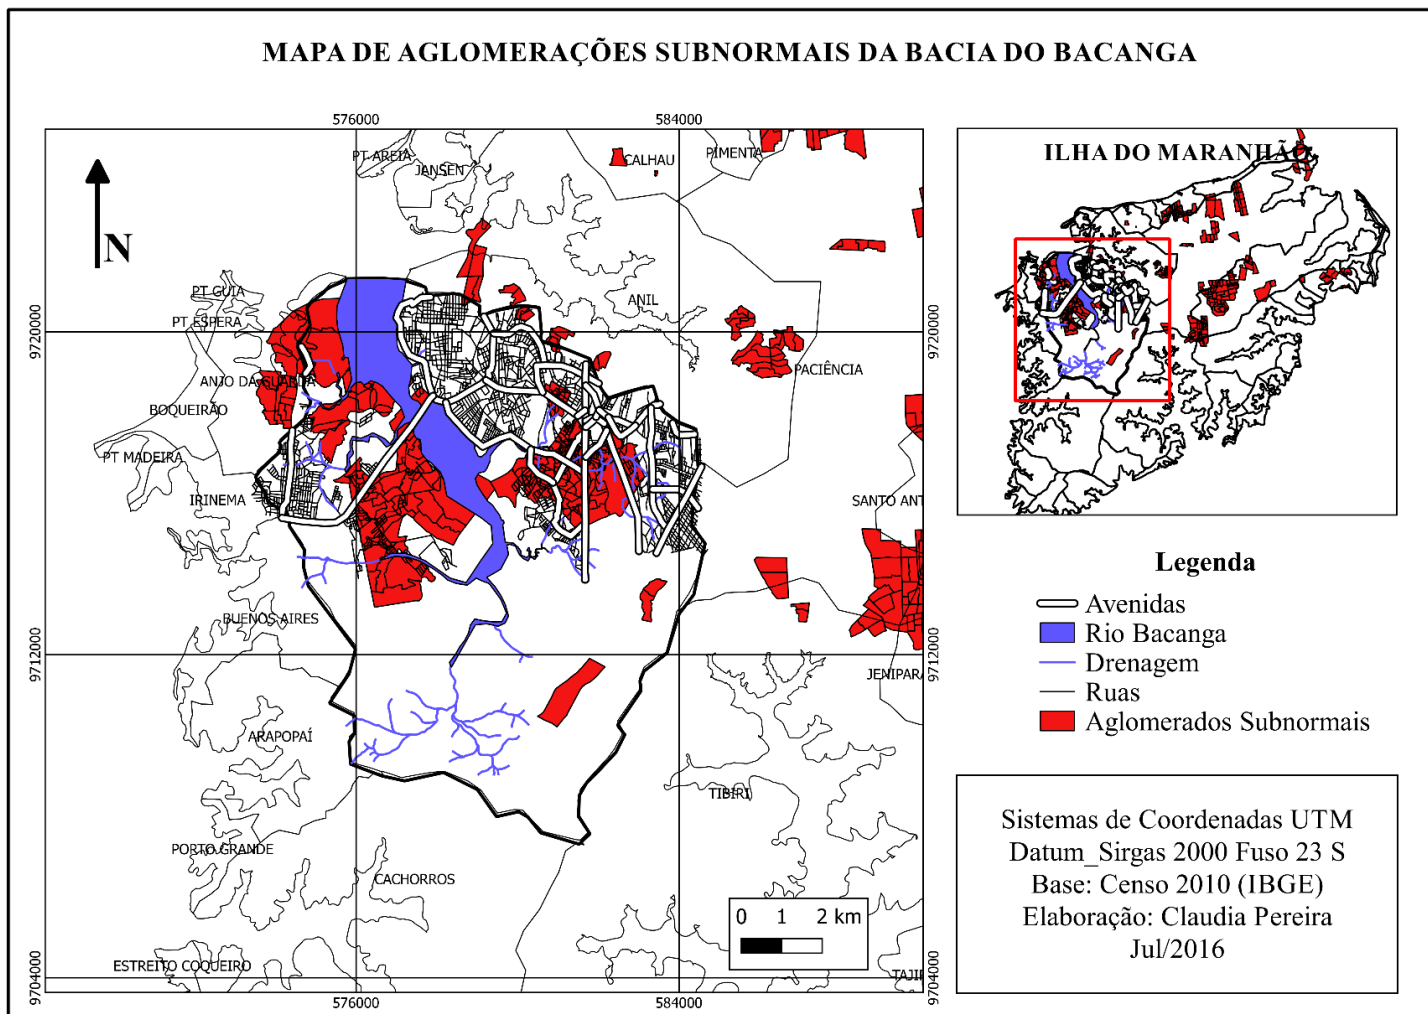 MAPA DE AGLOMERAÇÕES SUBNORMAIS DA BACIA DO BACANGA
576000
584000
PT AREIA
JANSEN
CALHAU
PIMENTA
N
PT GUIA
ANIL
PT ESPERA
9720000
9720000
ANJO DA GUARDA
PACIÊNCIA
BOQUEIRÃO
PT MADEIRA
IRINEMA
SANTO ANT
BUENOS AIRES
9712000
9712000
JENIPAR
ARAPOPAÍ
TIBIRI
PORTO GRANDE
CACHORROS
0 1 2 km
ESTREITO COQUEIRO
TAJI
9704000
9704000
576000
584000
ILHA DO MARANHÃO
Legenda
Avenidas
Rio Bacanga
Drenagem
Ruas
Aglomerados Subnormais
Sistemas de Coordenadas UTM
Datum_Sirgas 2000 Fuso 23 S
Base: Censo 2010 (IBGE)
Elaboração: Claudia Pereira
Jul/2016